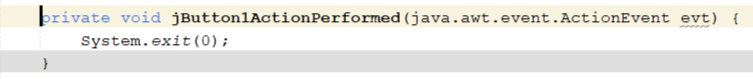 private void jButton1ActionPerformed(java.awt.event.ActionEvent evt) {
    System.exit(0);
}